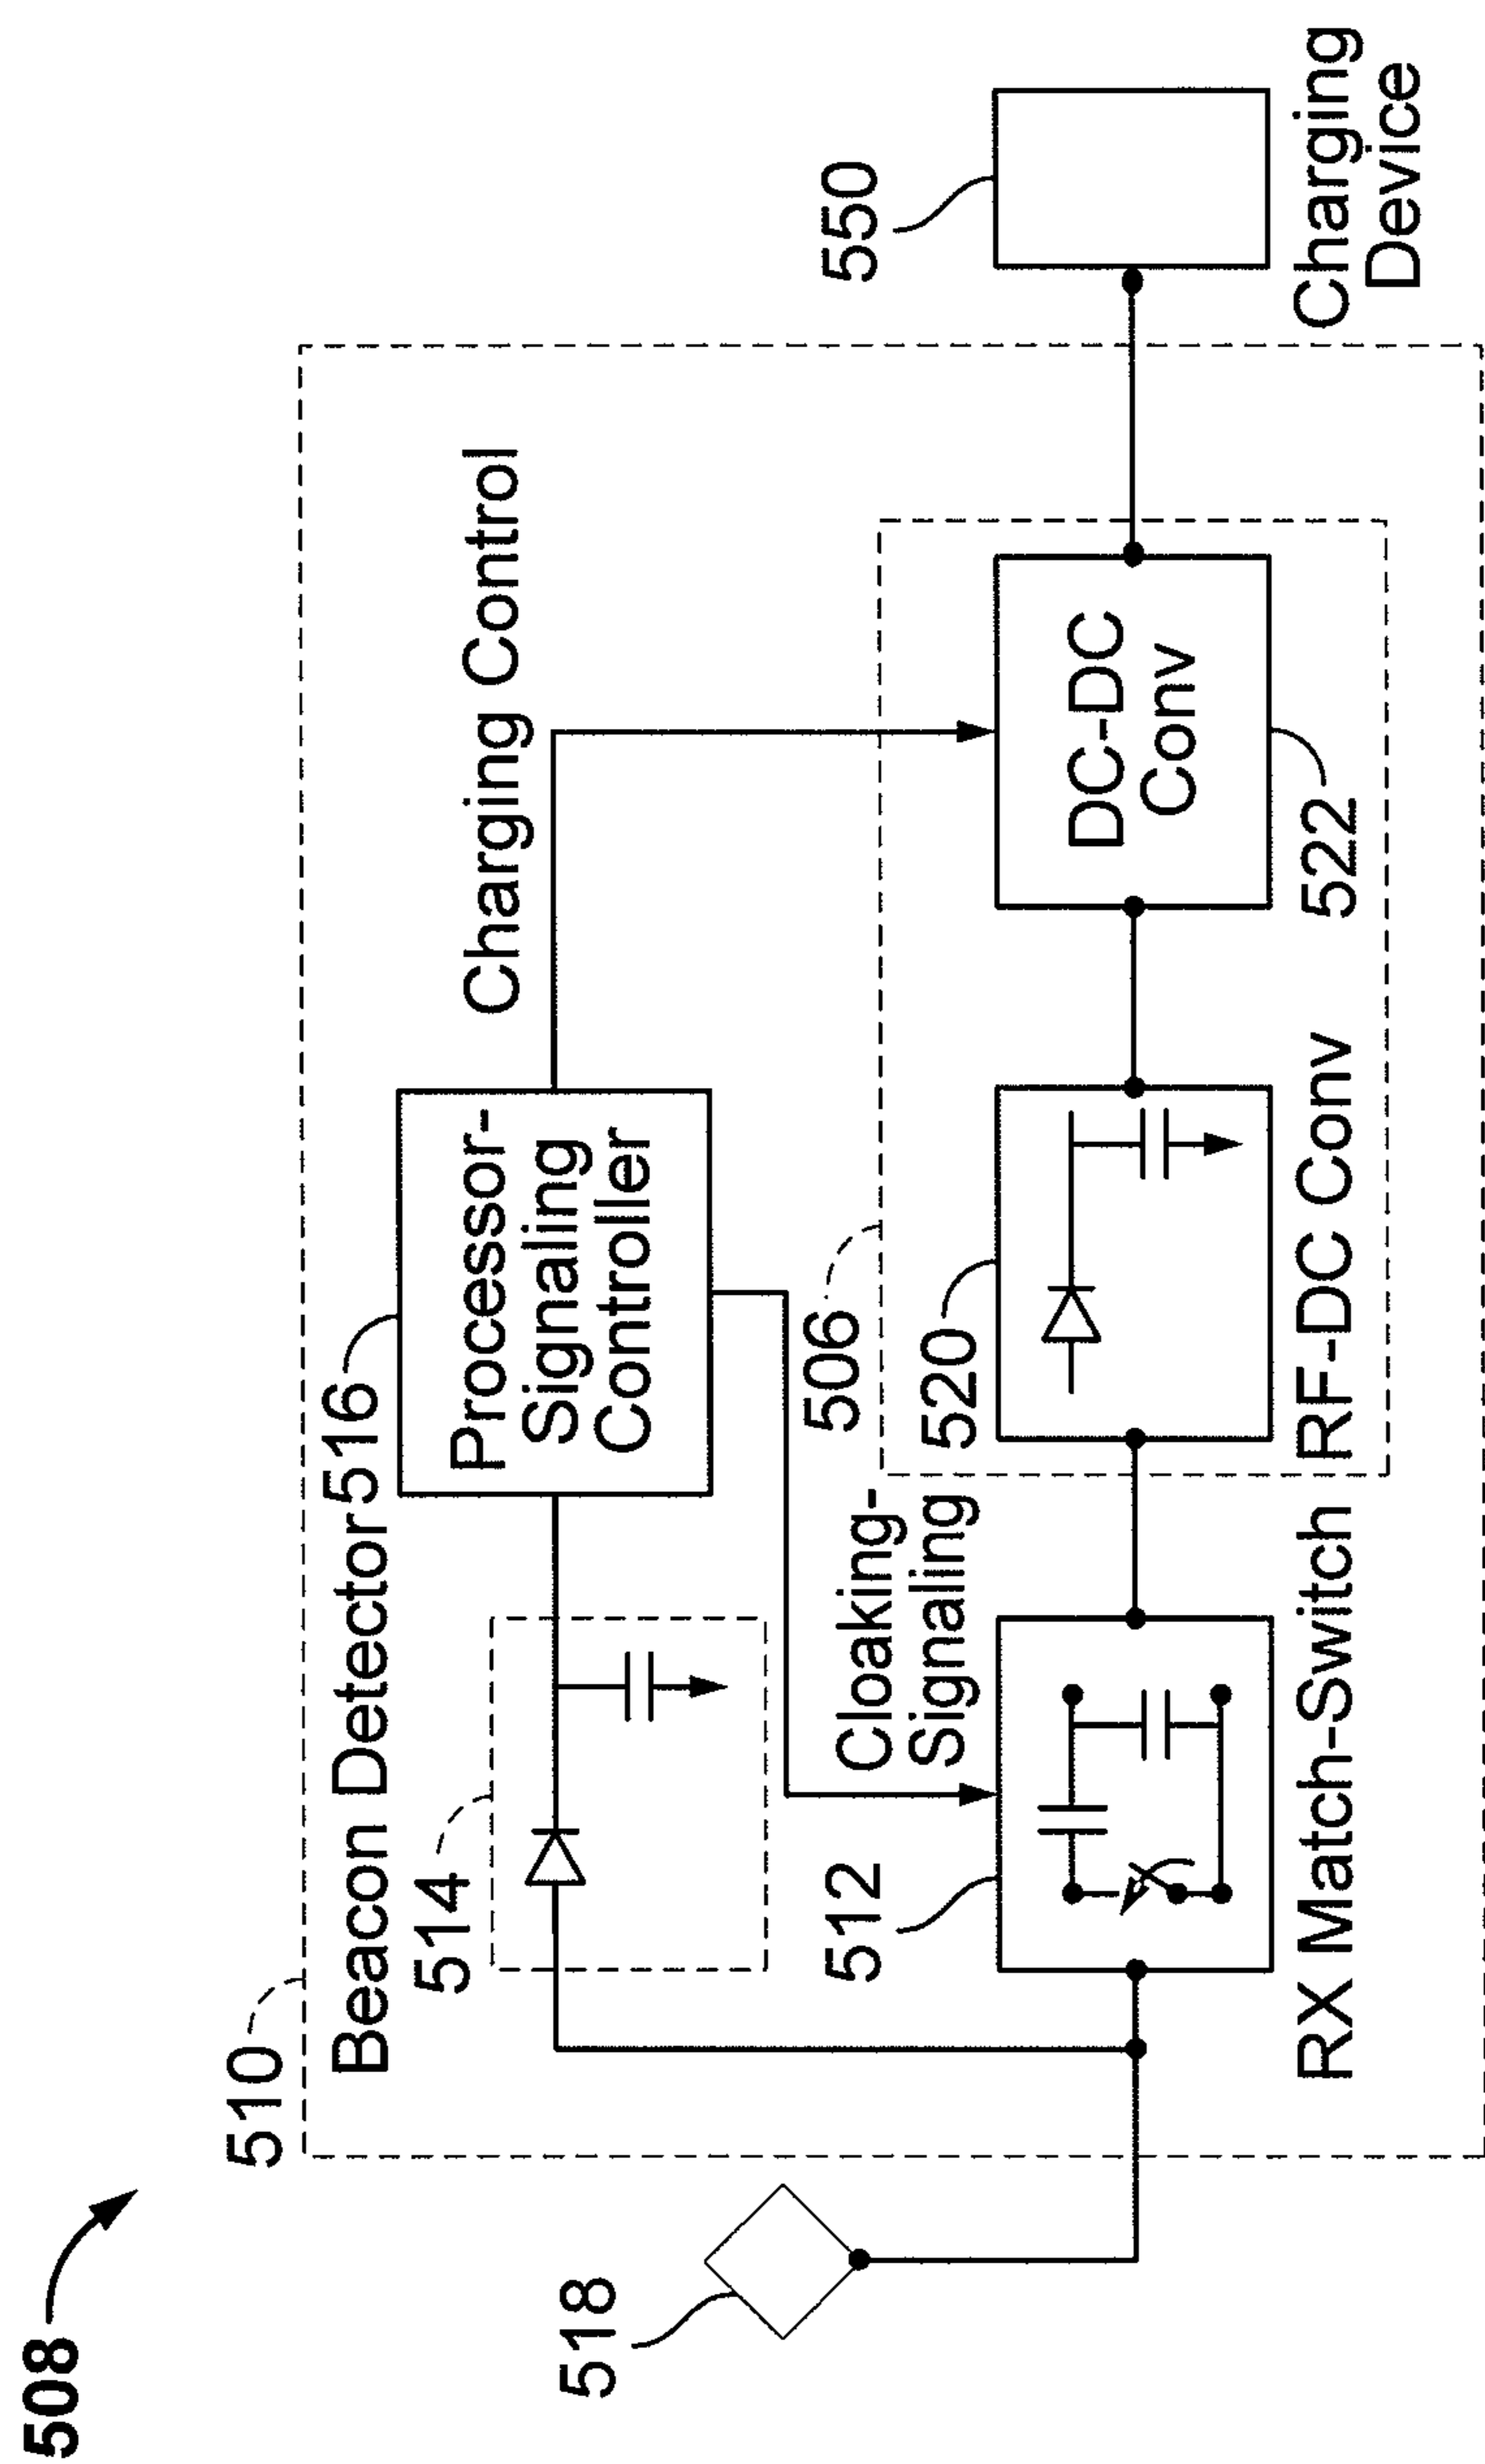 508
510
Beacon Detector
516
Processor-
Signaling
Controller
Charging Control
514
518
506
Cloaking-
Signaling
512
520
DC-DC
Conv
522
550
RX Match-Switch
RF-DC Conv
Charging
Device